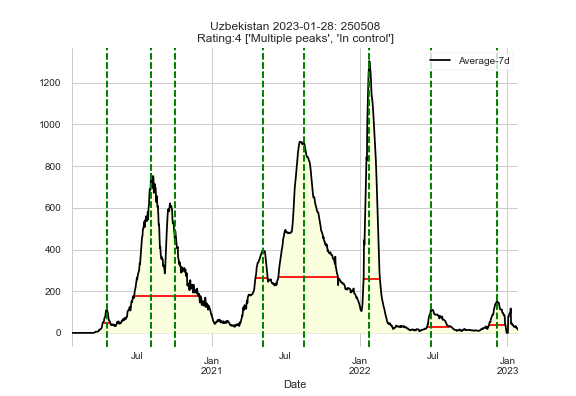 Uzbekistan 2023-01-28: 250508
Rating:4 ['Multiple peaks', 'In control']
Average-7d
1200
1000
800
600
400
200
0
Jul
Jan
2021
Jul
Jan
2022
Jul
Jan
2023
Date